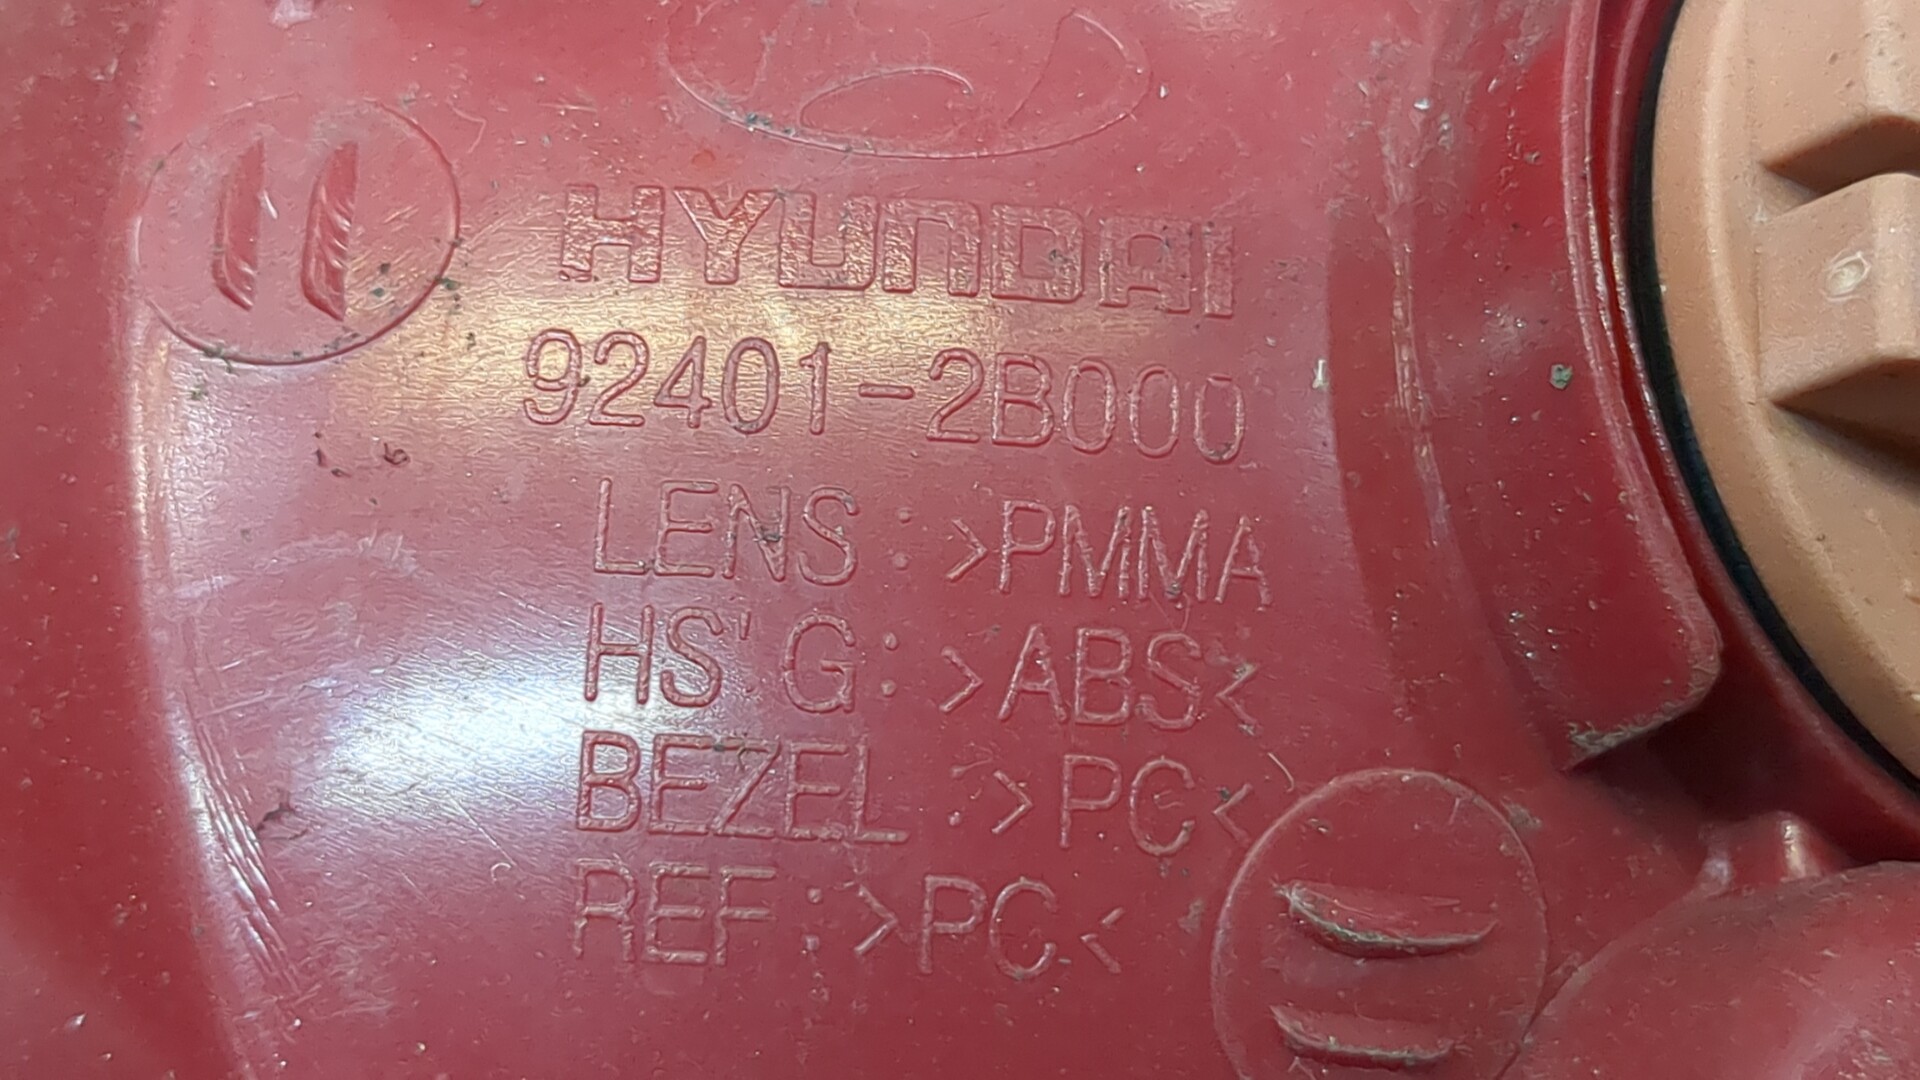 HYUNDAI
92401-2B000
LENS : >PMMA
HS'G : >ABS<
BEZEL : >PC<
REF : >PC<